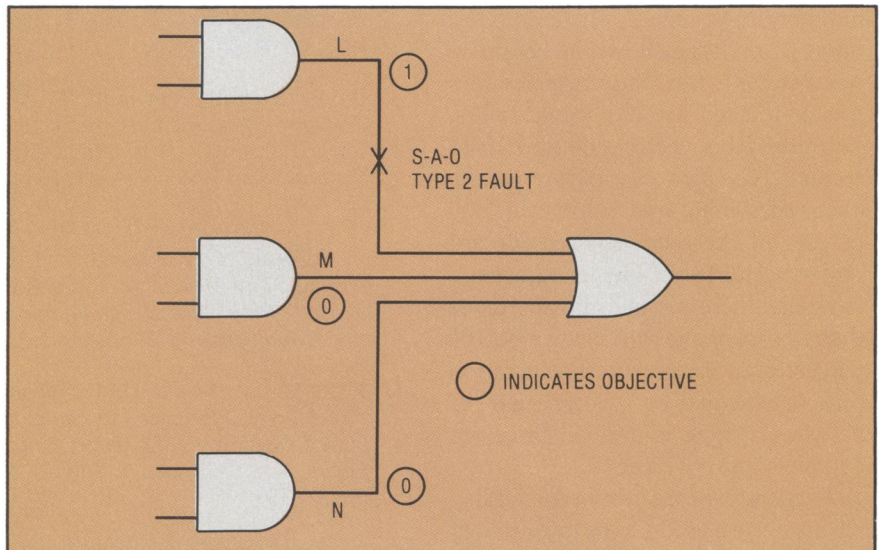 L
1
S-A-0
TYPE 2 FAULT
M
0
INDICATES OBJECTIVE
0
N